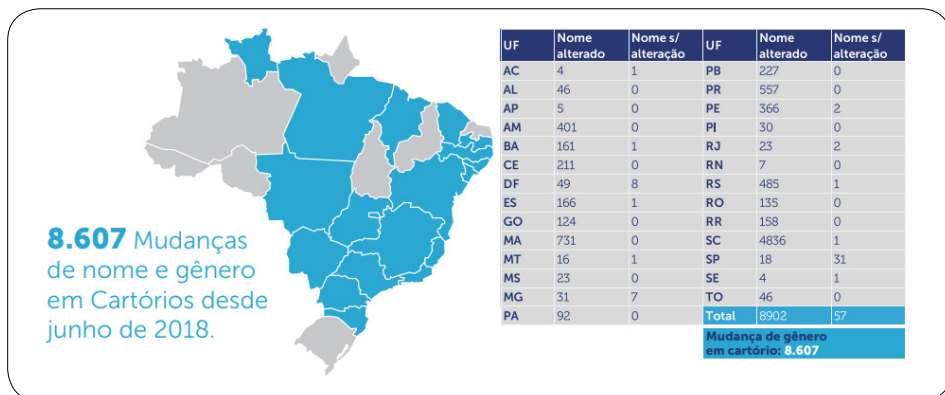 8.607 Mudanças
de nome e gênero
em Cartórios desde
junho de 2018.
UF Nome alterado Nome s/ alteração UF Nome alterado Nome s/ alteração
AC 4 1 PB 227 0
AL 46 0 PR 557 0
AP 5 0 PE 366 2
AM 401 0 PI 30 0
BA 161 1 RJ 23 2
CE 211 0 RN 7 0
DF 49 8 RS 485 1
ES 166 1 RO 135 0
GO 124 0 RR 158 0
MA 731 0 SC 4836 1
MT 16 1 SP 18 31
MS 23 0 SE 4 1
MG 31 7 TO 46 0
PA 92 0 Total 8902 57
Mudança de gênero
em cartório: 8.607